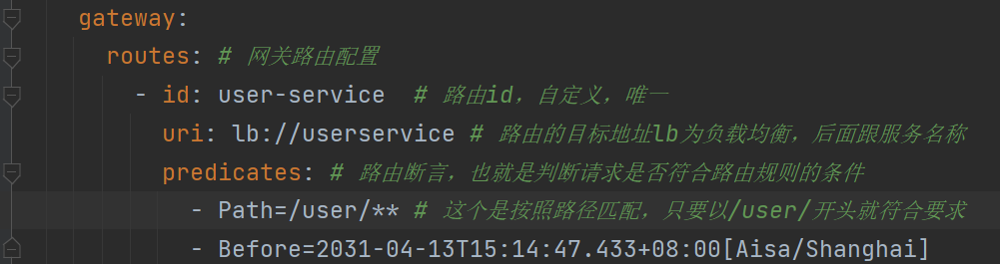 gateway:
routes: # 网关路由配置
- id: user-service # 路由id，自定义，唯一
uri: lb://userservice # 路由的目标地址lb为负载均衡，后面跟服务名称
predicates: # 路由断言，也就是判断请求是否符合路由规则的条件
- Path=/user/** # 这个是按照路径匹配，只要以/user/开头就符合要求
- Before=2031-04-13T15:14:47.433+08:00[Aisa/Shanghai]